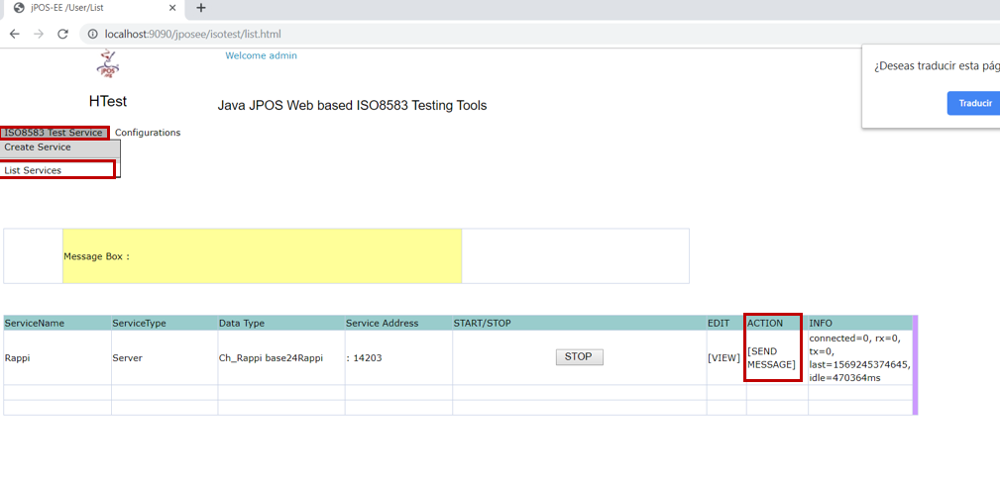 jPOS-EE /User/List
localhost:9090/jposee/isotest/list.html
Welcome admin
¿Deseas traducir esta pág
Traducir
jPOS
HTest
Java JPOS Web based ISO8583 Testing Tools
ISO8583 Test Service Configurations
Create Service
List Services
Message Box :
ServiceName ServiceType Data Type Service Address START/STOP EDIT ACTION INFO
Rappi Server Ch_Rappi base24Rappi : 14203 STOP [VIEW] [SEND MESSAGE] connected=0, rx=0,
tx=0,
last=1569245374645,
idle=470364ms